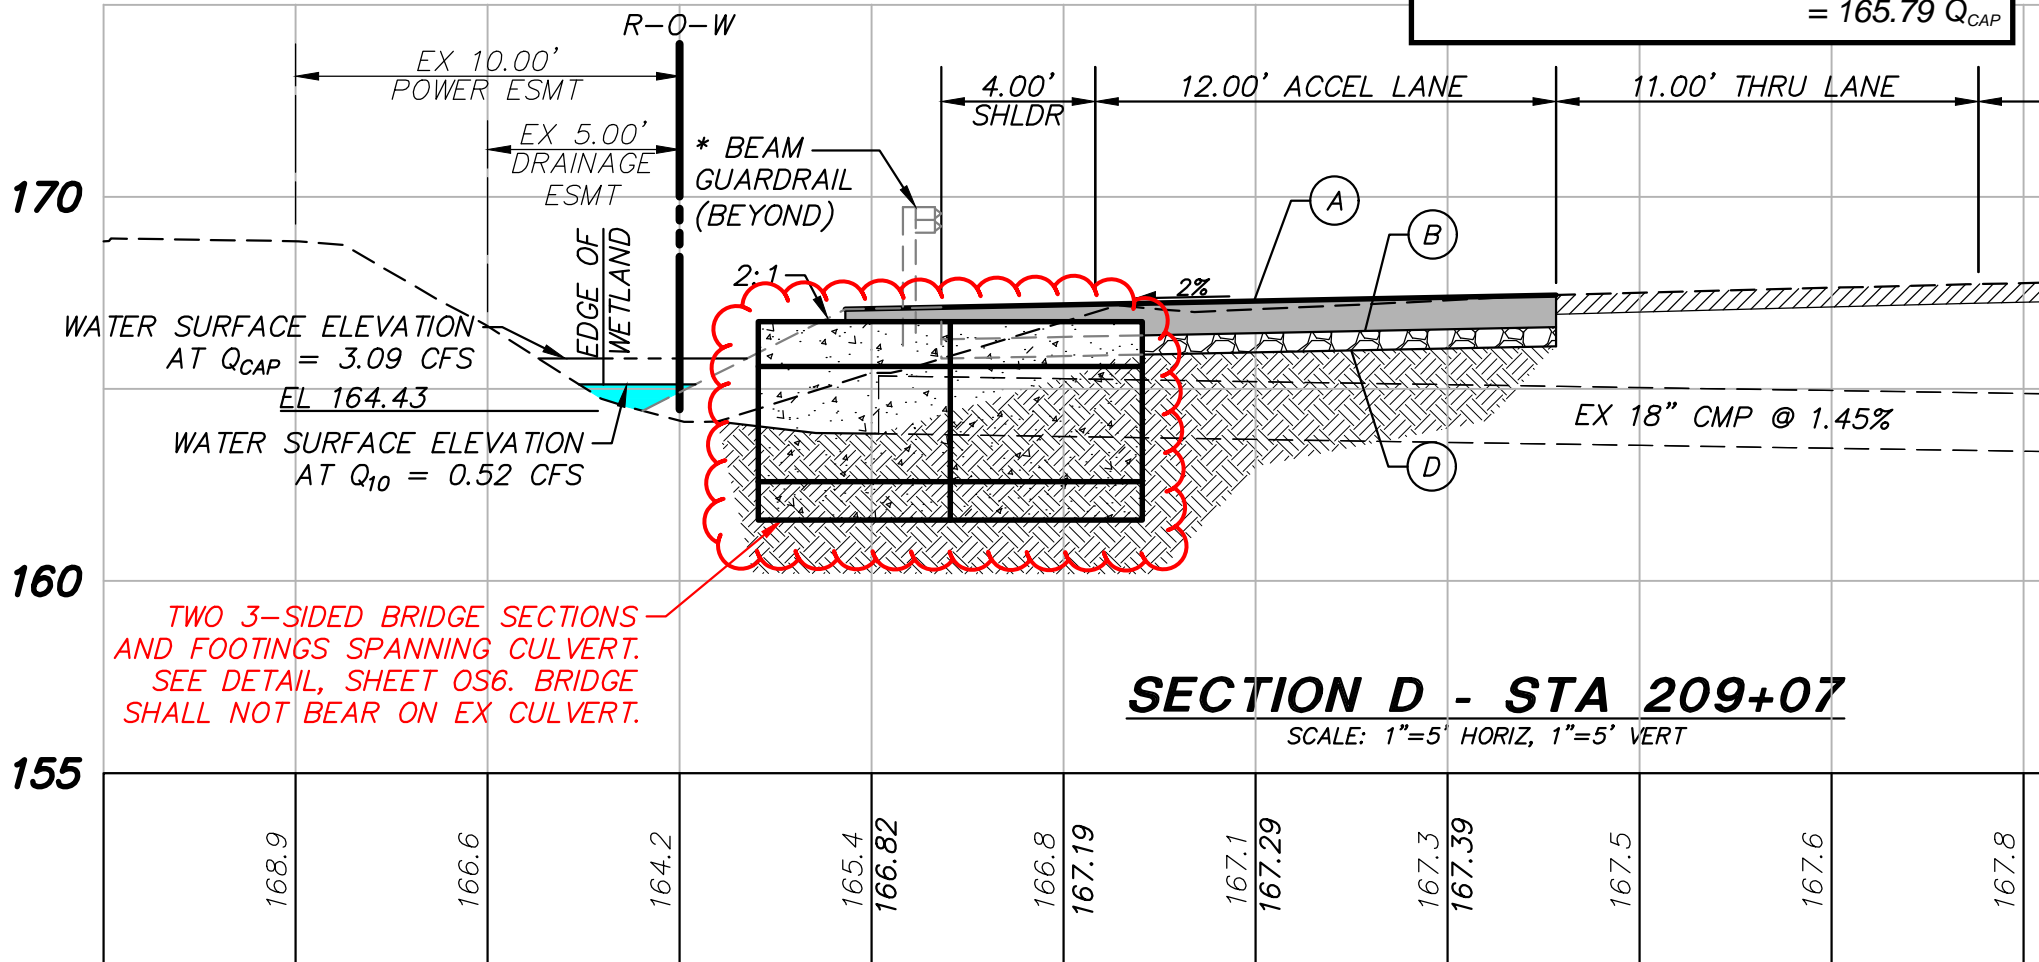 = 165.79 QCAP
R-O-W
EX 10.00'
POWER ESMT
4.00'
SHLDR
12.00' ACCEL LANE
11.00' THRU LANE
EX 5.00'
DRAINAGE
ESMT
* BEAM
GUARDRAIL
(BEYOND)
170
A
B
EDGE OF
WETLAND
2:1
2%
WATER SURFACE ELEVATION
AT QCAP = 3.09 CFS
EL 164.43
WATER SURFACE ELEVATION
AT Q10 = 0.52 CFS
EX 18" CMP @ 1.45%
D
160
TWO 3-SIDED BRIDGE SECTIONS
AND FOOTINGS SPANNING CULVERT.
SEE DETAIL, SHEET OS6. BRIDGE
SHALL NOT BEAR ON EX CULVERT.
SECTION D - STA 209+07
SCALE: 1"=5' HORIZ, 1"=5' VERT
155
168.9
166.6
164.2
165.4
166.82
166.8
167.19
167.1
167.29
167.3
167.39
167.5
167.6
167.8